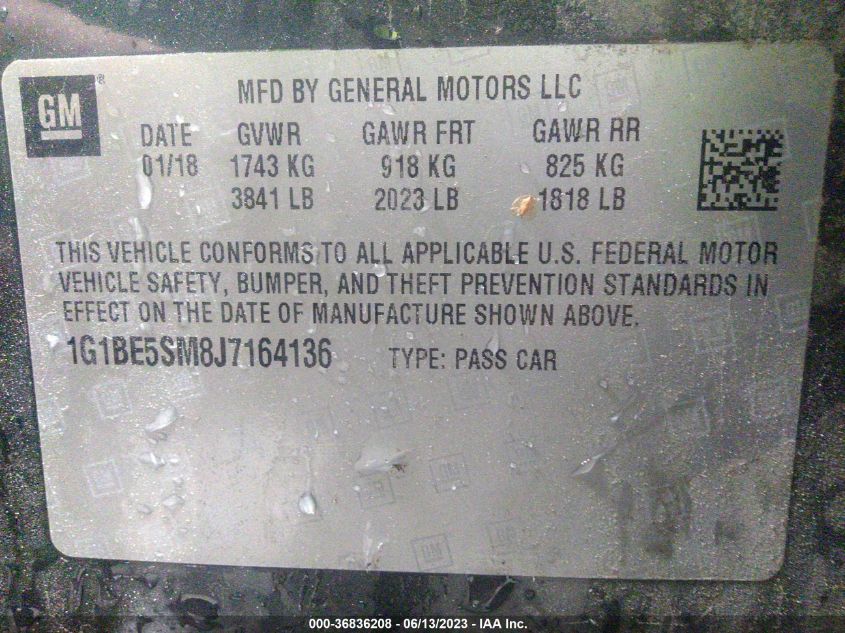 GM ® MFD BY GENERAL MOTORS LLC
DATE GVWR GAWR FRT GAWR RR
01/18 1743 KG 918 KG 825 KG
3841 LB 2023 LB 1818 LB
THIS VEHICLE CONFORMS TO ALL APPLICABLE U.S. FEDERAL MOTOR
VEHICLE SAFETY, BUMPER, AND THEFT PREVENTION STANDARDS IN
EFFECT ON THE DATE OF MANUFACTURE SHOWN ABOVE.
1G1BE5SM8J7164136 TYPE: PASS CAR
000-36836208 - 06/13/2023 - IAA Inc.